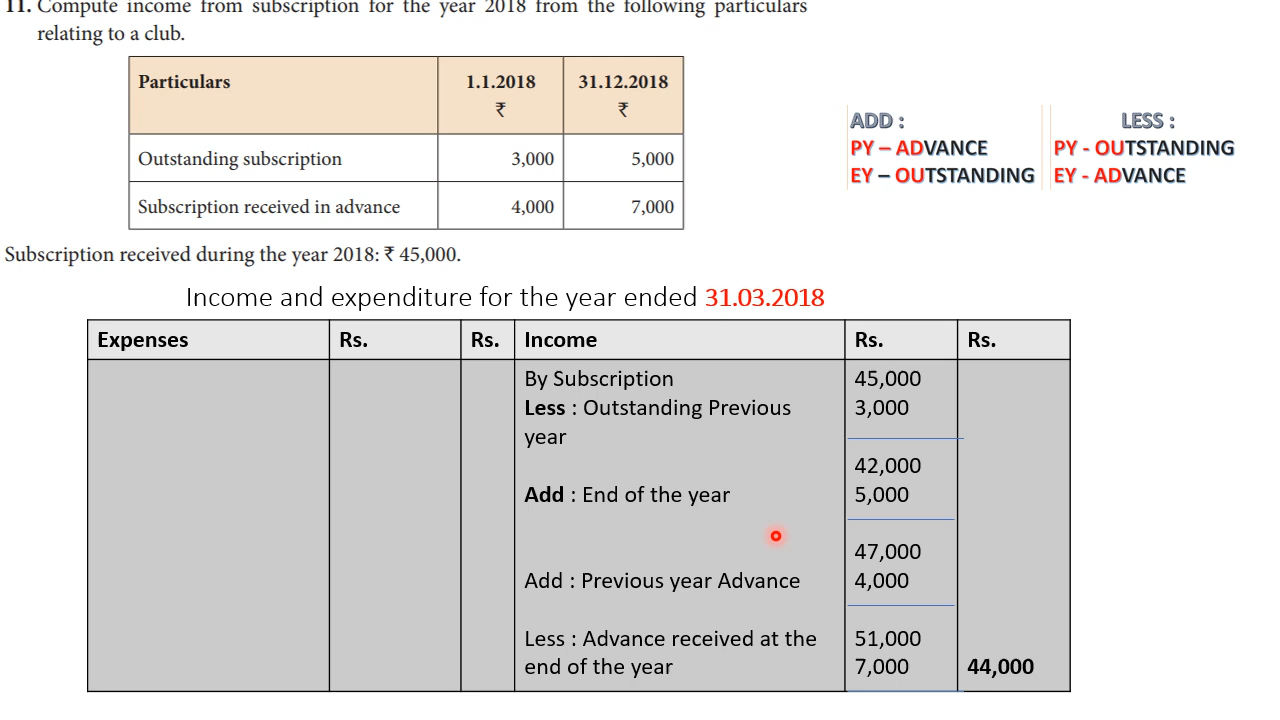 11. Compute income from subscription for the year 2018 from the following particulars
relating to a club.
Particulars 1.1.2018 31.12.2018
₹ ₹
Outstanding subscription 3,000 5,000
Subscription received in advance 4,000 7,000
Subscription received during the year 2018: ₹ 45,000.
ADD :
PY – ADVANCE
EY – OUTSTANDING
LESS :
PY - OUTSTANDING
EY - ADVANCE
Income and expenditure for the year ended 31.03.2018
Expenses Rs. Rs. Income Rs. Rs.
By Subscription 45,000
Less : Outstanding Previous 3,000
year
42,000
Add : End of the year 5,000
47,000
Add : Previous year Advance 4,000
Less : Advance received at the 51,000
end of the year 7,000 44,000